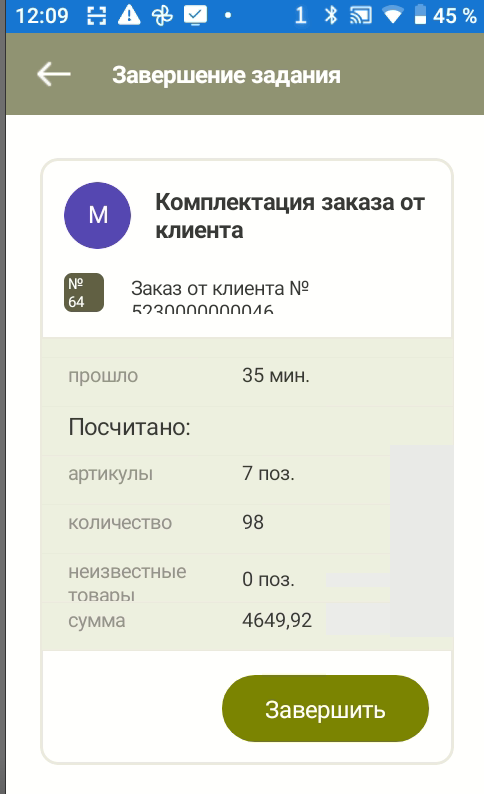 12:09 1 45 %
Завершение задания
М
Комплектация заказа от
клиента
№
64
Заказ от клиента №
5230000000046
прошло 35 мин.
Посчитано:
артикулы 7 поз.
количество 98
неизвестные
товары 0 поз.
сумма 4649,92
Завершить